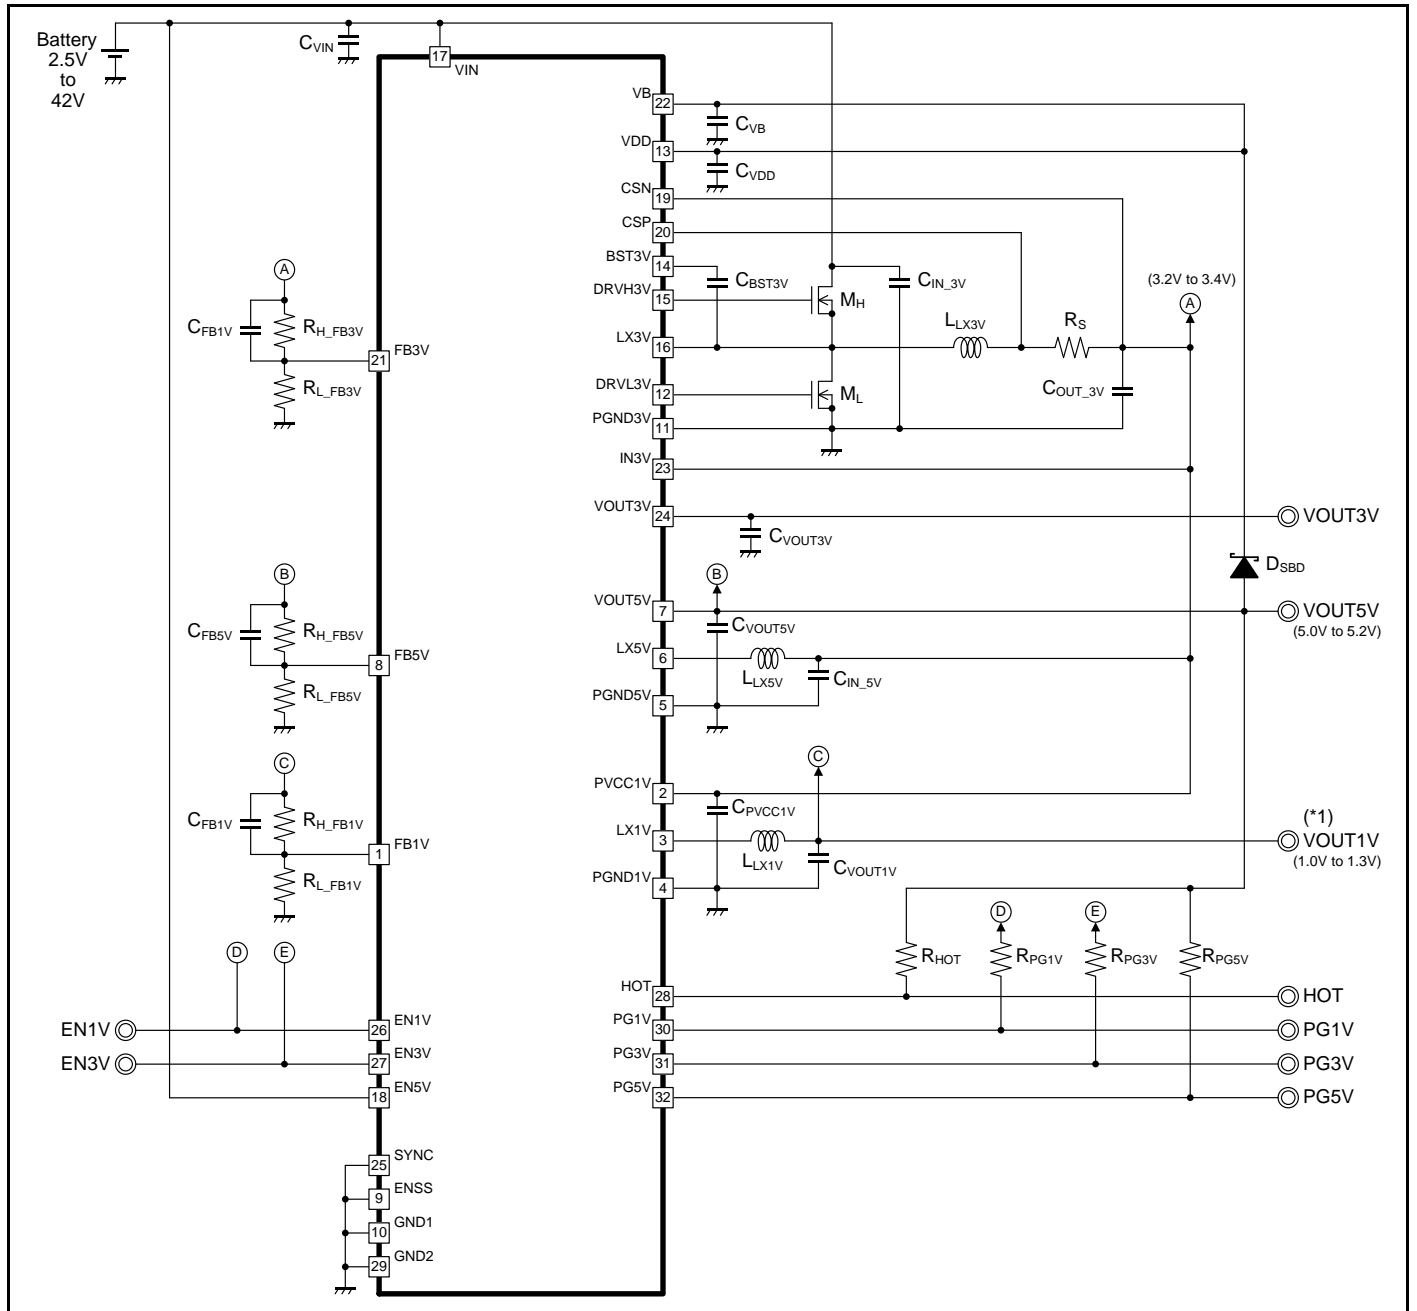 Battery
2.5V
to
42V
CVIN
17
VIN
VB
22
CVB
VDD
13
CVDD
CSN
19
CSP
20
BST3V
14
CBST3V
CIN_3V
DRVH3V
15
MH
(3.2V to 3.4V)
A
LX3V
16
LLX3V
RS
DRVL3V
12
ML
COUT_3V
PGND3V
11
IN3V
23
VOUT3V
24
CVOUT3V
VOUT3V
DSBD
B
VOUT5V
7
CVOUT5V
VOUT5V
(5.0V to 5.2V)
LX5V
6
LLX5V
CIN_5V
PGND5V
5
C
PVCC1V
2
CPVCC1V
LX1V
3
LLX1V
CVOUT1V
(*1)
VOUT1V
(1.0V to 1.3V)
PGND1V
4
D
E
RHOT
RPG1V
RPG3V
RPG5V
HOT
28
HOT
PG1V
30
PG1V
PG3V
31
PG3V
PG5V
32
PG5V
A
CFB1V
RH_FB3V
21
FB3V
RL_FB3V
B
CFB5V
RH_FB5V
8
FB5V
RL_FB5V
C
CFB1V
RH_FB1V
1
FB1V
RL_FB1V
D
E
EN1V
26
EN1V
EN3V
27
EN3V
18
EN5V
25
SYNC
9
ENSS
10
GND1
29
GND2